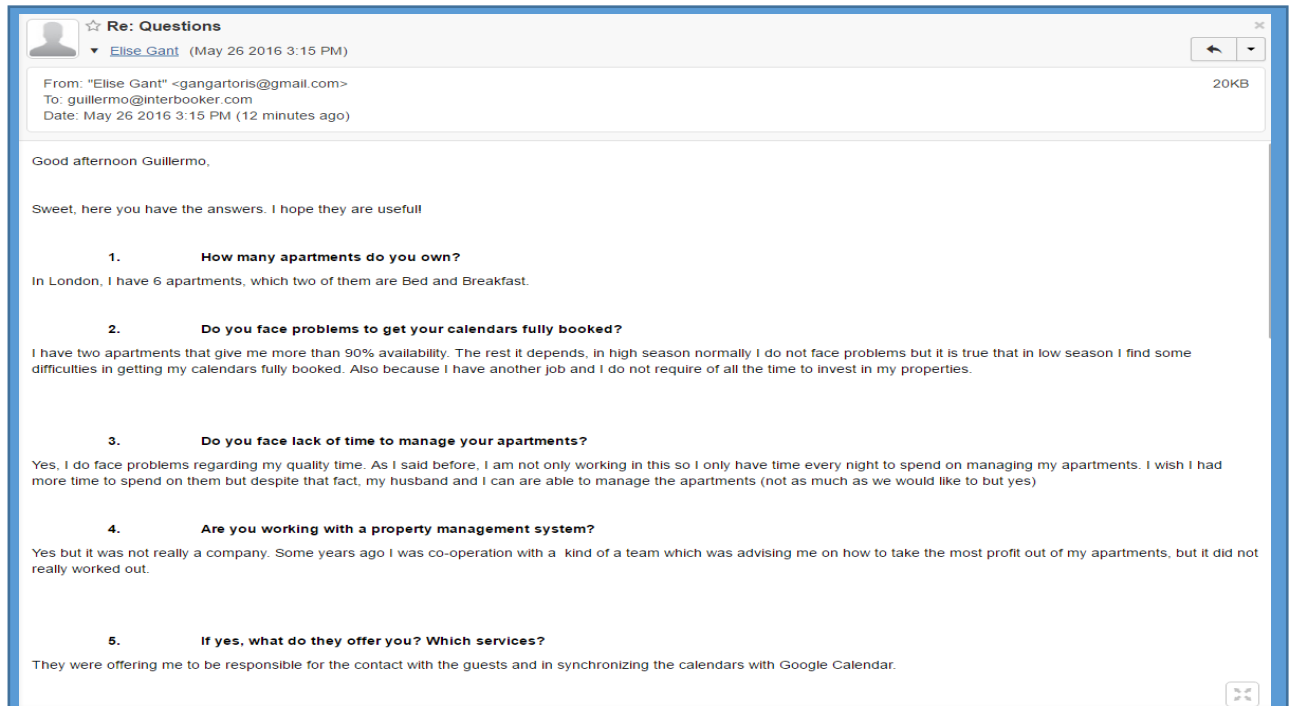 Re: Questions
Elise Gant (May 26 2016 3:15 PM)
From: "Elise Gant" <gangartoris@gmail.com>
20KB
To: guillermo@interbooker.com
Date: May 26 2016 3:15 PM (12 minutes ago)
Good afternoon Guillermo,
Sweet, here you have the answers. I hope they are useful!
1. How many apartments do you own?
In London, I have 6 apartments, which two of them are Bed and Breakfast.
2. Do you face problems to get your calendars fully booked?
I have two apartments that give me more than 90% availability. The rest it depends, in high season normally I do not face problems but it is true that in low season I find some
difficulties in getting my calendars fully booked. Also because I have another job and I do not require of all the time to invest in my properties.
3. Do you face lack of time to manage your apartments?
Yes, I do face problems regarding my quality time. As I said before, I am not only working in this so I only have time every night to spend on managing my apartments. I wish I had
more time to spend on them but despite that fact, my husband and I can are able to manage the apartments (not as much as we would like to but yes)
4. Are you working with a property management system?
Yes but it was not really a company. Some years ago I was co-operation with a kind of a team which was advising me on how to take the most profit out of my apartments, but it did not
really worked out.
5. If yes, what do they offer you? Which services?
They were offering me to be responsible for the contact with the guests and in synchronizing the calendars with Google Calendar.